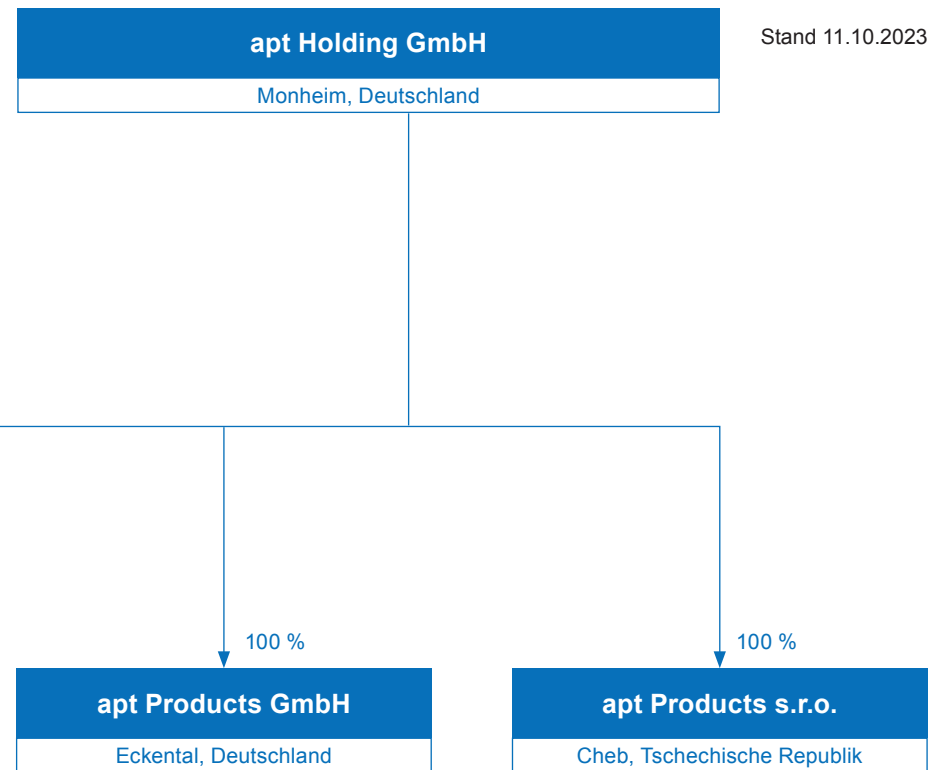 apt Holding GmbH
Stand 11.10.2023
Monheim, Deutschland
100 %
100 %
apt Products GmbH
apt Products s.r.o.
Eckental, Deutschland
Cheb, Tschechische Republik